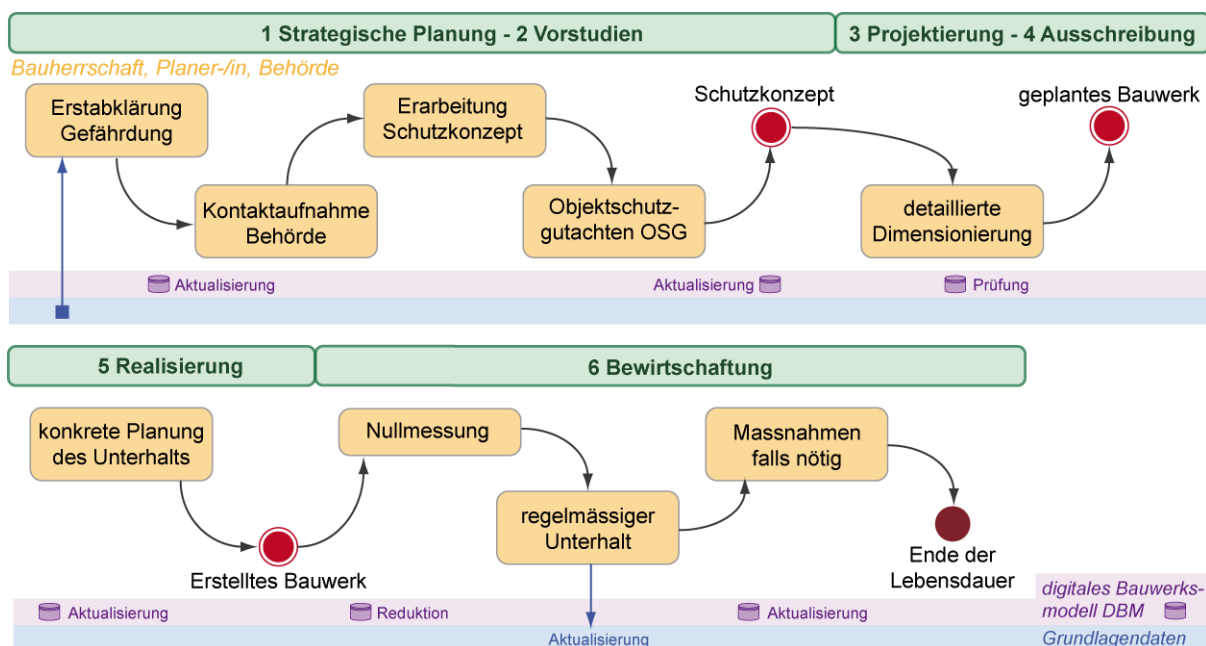 1 Strategische Planung - 2 Vorstudien
3 Projektierung - 4 Ausschreibung
Bauherrschaft, Planer-/in, Behörde
Erstabklärung
Gefährdung
Kontaktaufnahme
Behörde
Erarbeitung
Schutzkonzept
Objektschutz-
gutachten OSG
Schutzkonzept
detaillierte
Dimensionierung
geplantes Bauwerk
Aktualisierung
Aktualisierung
Prüfung
5 Realisierung
6 Bewirtschaftung
konkrete Planung
des Unterhalts
Erstelltes Bauwerk
Nullmessung
regelmässiger
Unterhalt
Massnahmen
falls nötig
Ende der
Lebensdauer
Aktualisierung
Reduktion
Aktualisierung
digitales Bauwerks-
modell DBM
Aktualisierung
Grundlagendaten